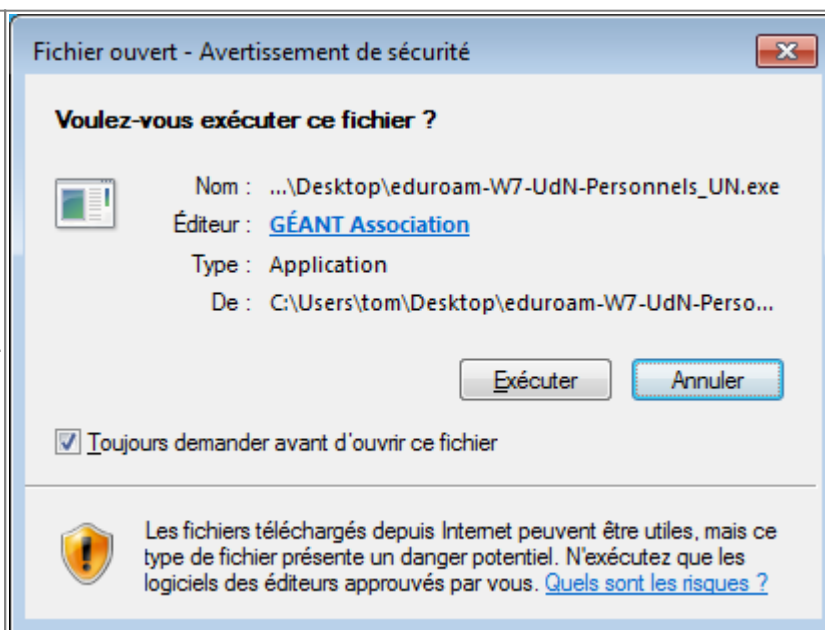 Fichier ouvert - Avertissement de sécurité
Voulez-vous exécuter ce fichier ?
Nom : ...\Desktop\eduroam-W7-UdN-Personnels_UN.exe
Éditeur : GÉANT Association
Type : Application
De : C:\Users\tom\Desktop\eduroam-W7-UdN-Perso...
Exécuter Annuler
Toujours demander avant d'ouvrir ce fichier
Les fichiers téléchargés depuis Internet peuvent être utiles, mais ce
type de fichier présente un danger potentiel. N'exécutez que les
logiciels des éditeurs approuvés par vous. Quels sont les risques ?